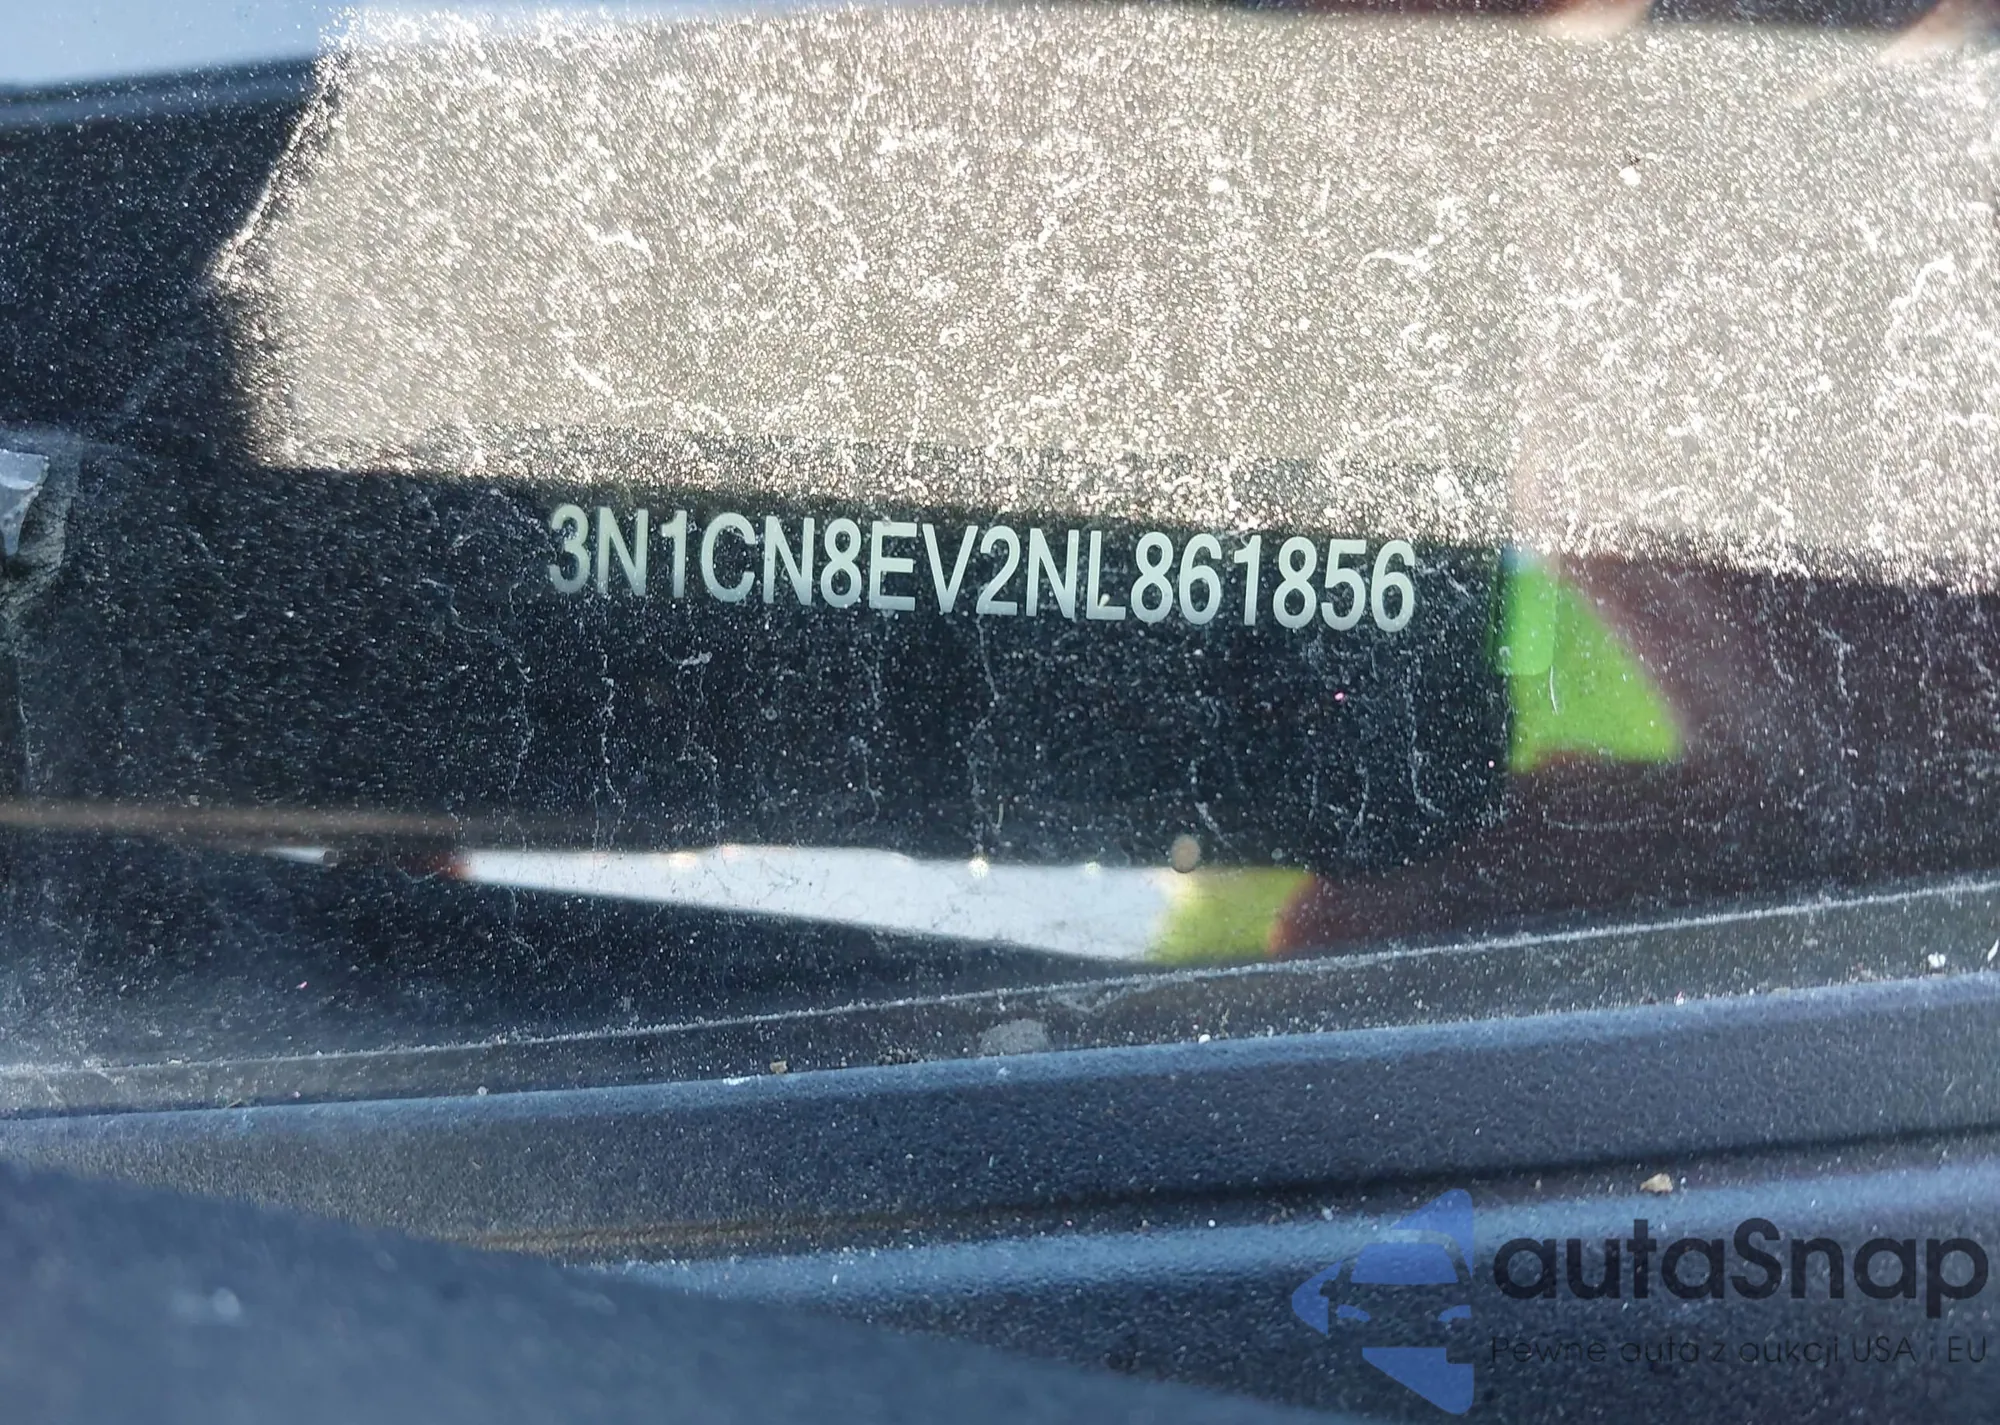 3N1CN8EV2NL861856
autaSnap
Pewne auta z aukcji USA i EU